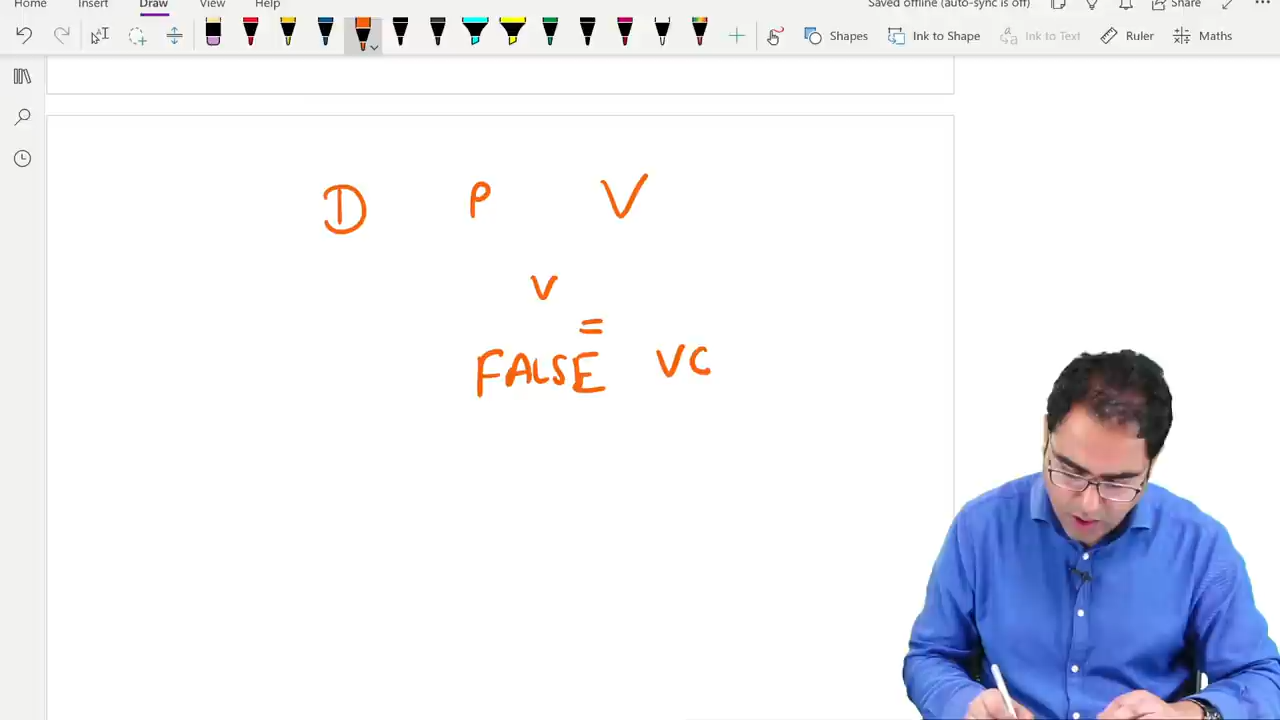 Home Insert Draw View Help Saved offline (auto-sync is off) Share
Shapes Ink to Shape Ink to Text Ruler Maths
D P V
v
=
FALSE VC